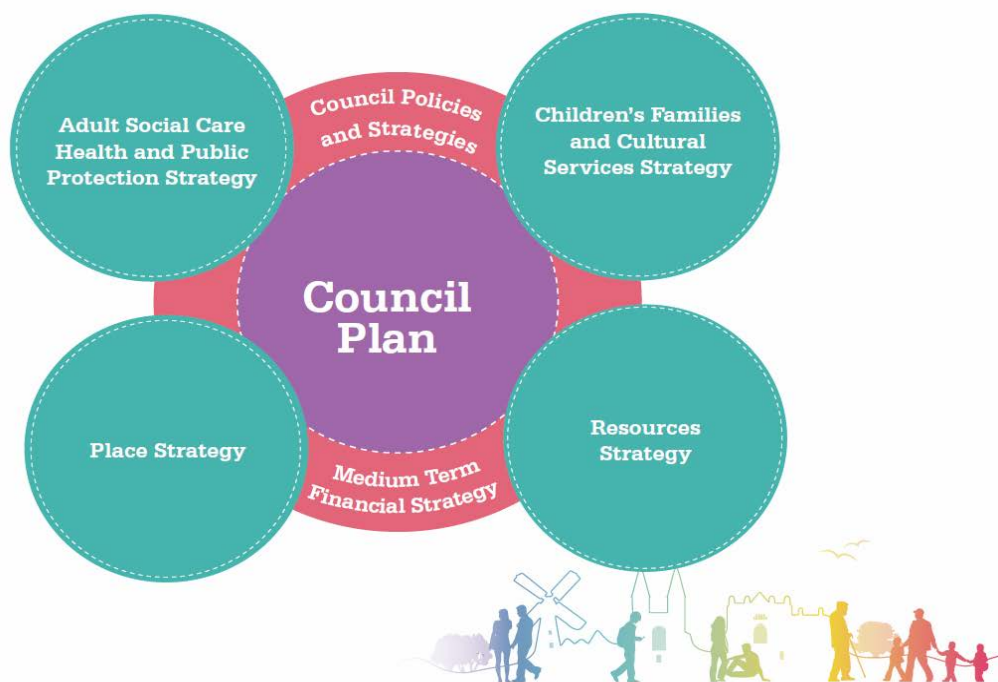 Council Policies
and Strategies
Adult Social Care
Health and Public
Protection Strategy
Children's Families
and Cultural
Services Strategy
Council
Plan
Place Strategy
Resources
Strategy
Medium Term
Financial Strategy